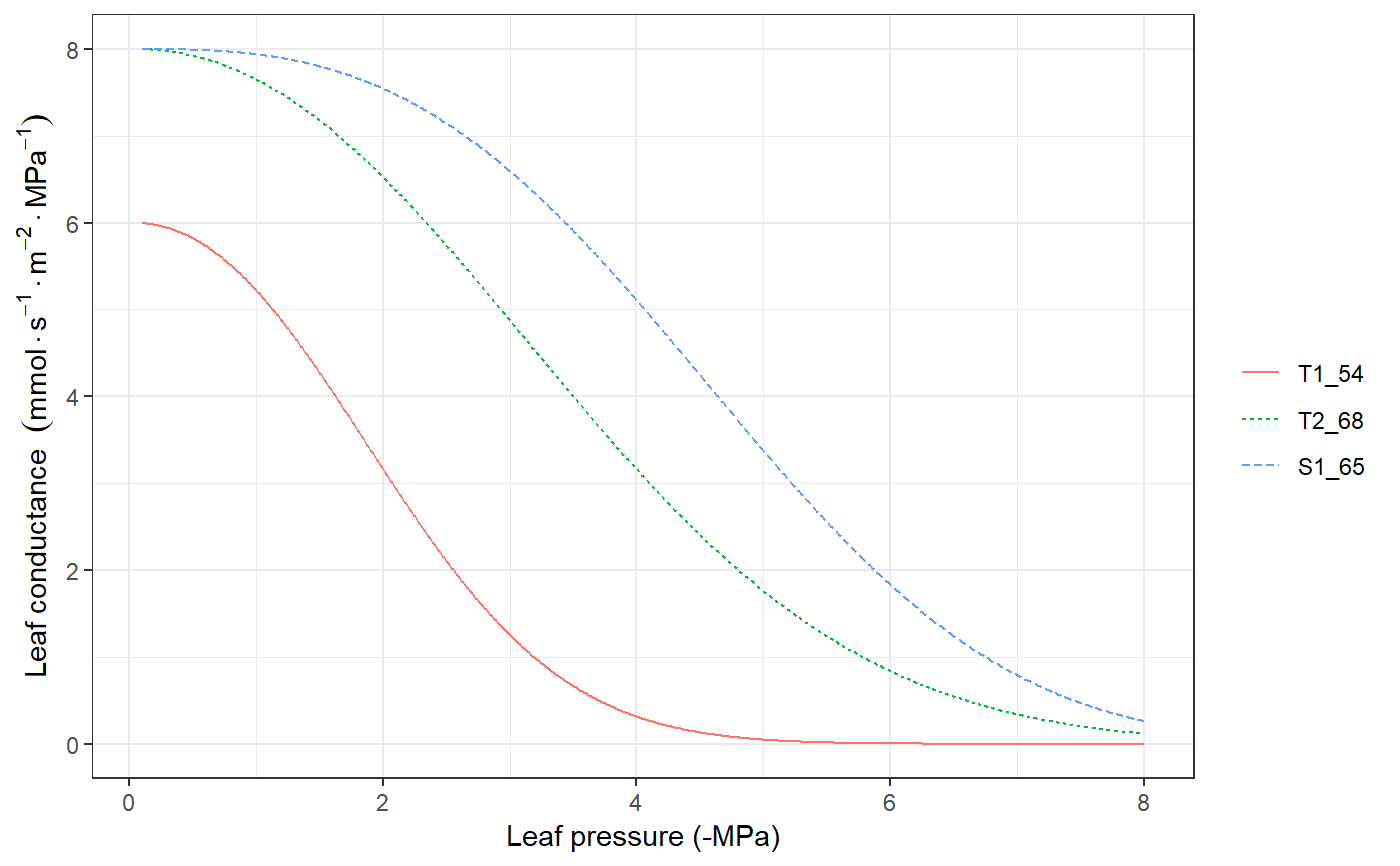 Leaf conductance (mmol·s⁻¹·m⁻²·MPa⁻¹)
8
6
4
2
0
0 2 4 6 8
Leaf pressure (-MPa)
T1_54
T2_68
S1_65